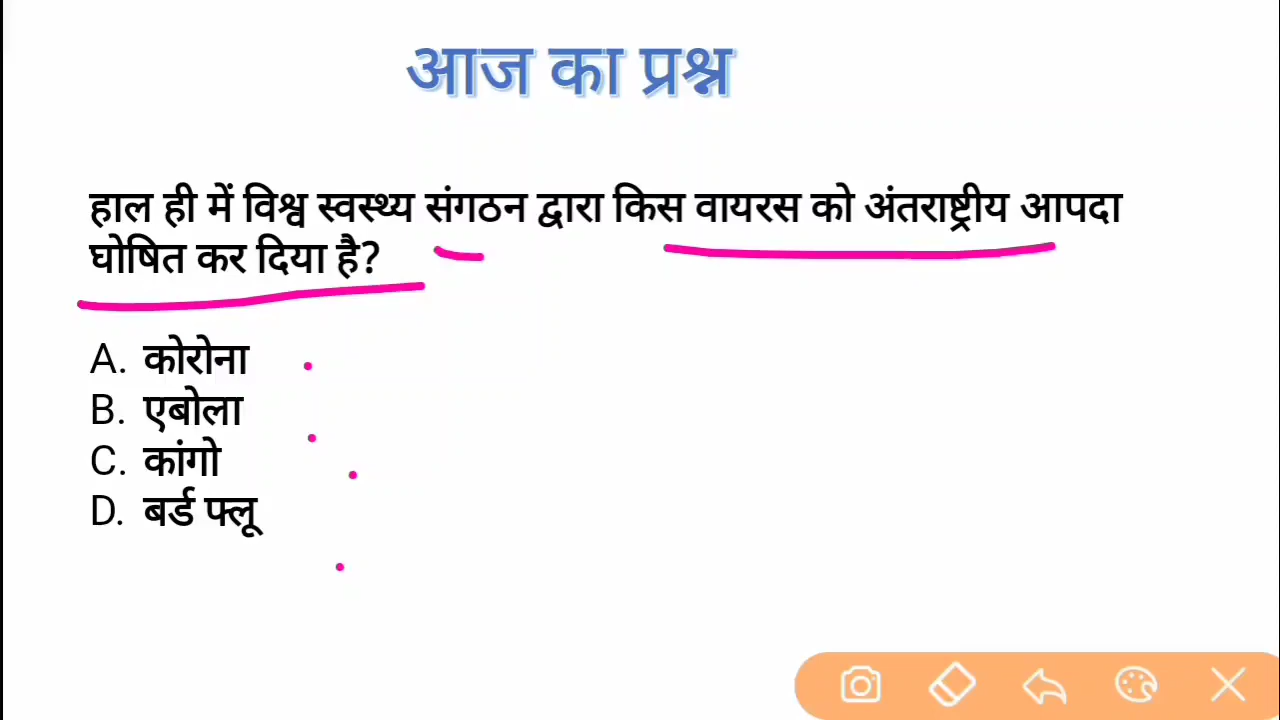 आज का प्रश्न
हाल ही में विश्व स्वस्थ्य संगठन द्वारा किस वायरस को अंतराष्ट्रीय आपदा
घोषित कर दिया है?
A. कोरोना
B. एबोला
C. कांगो
D. बर्ड फ्लू